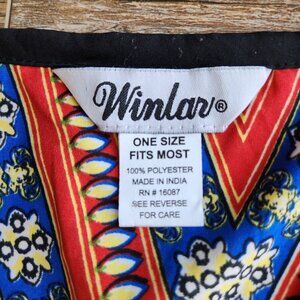 Winlar®
ONE SIZE
FITS MOST
100% POLYESTER
MADE IN INDIA
RN # 16087
SEE REVERSE
FOR CARE